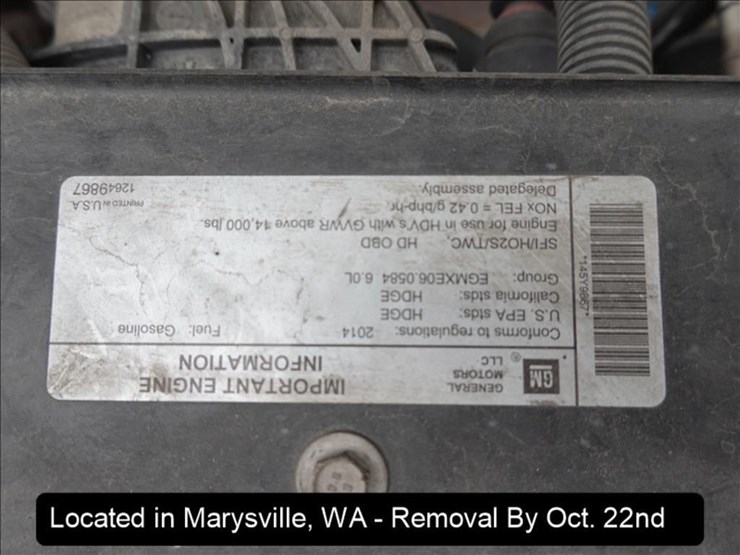 GM
GENERAL
MOTORS
LLC
®
IMPORTANT ENGINE
INFORMATION
Conforms to regulations: 2014 Fuel: Gasoline
U.S. EPA stds: HDGE
California stds: HDGE
Group: EGMXE06.0584 6.0L
SFI/HO2S/TWC, HD OBD
Engine for use in HDV's with GVWR above 14,000 lbs.
NOx FEL = 0.42 g/bhp-hr
Delegated assembly.
PRINTED IN U.S.A.
12649867
*145Y9867*
Located in Marysville, WA - Removal By Oct. 22nd